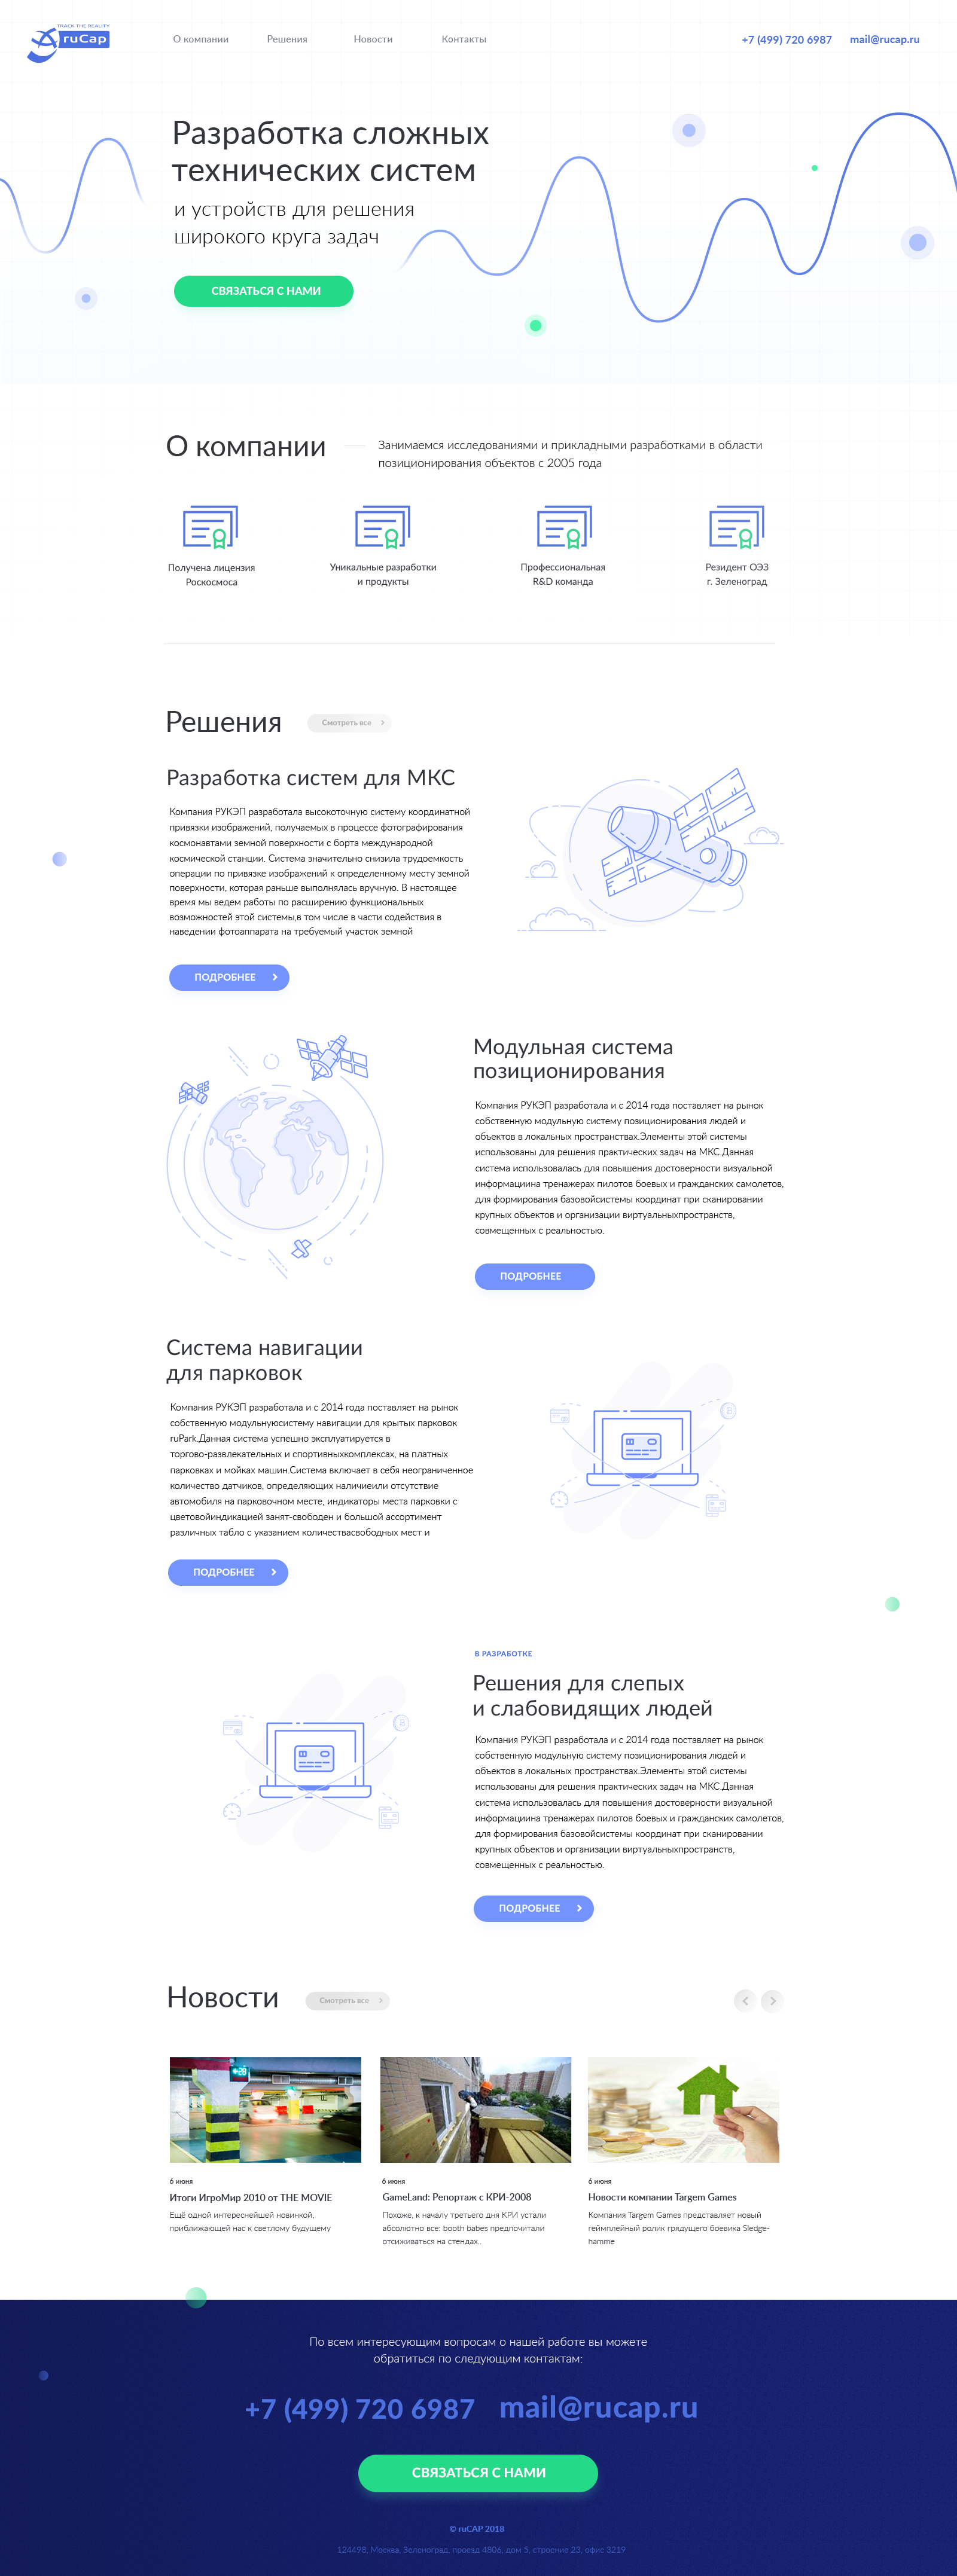 TRACK THE REALITY
ruCap
О компании
Решения
Новости
Контакты
+7 (499) 720 6987
mail@rucap.ru
Разработка сложных
технических систем
и устройств для решения
широкого круга задач
СВЯЗАТЬСЯ С НАМИ
О компании
Занимаемся исследованиями и прикладными разработками в области
позиционирования объектов с 2005 года
Получена лицензия
Роскосмоса
Уникальные разработки
и продукты
Профессиональная
R&D команда
Резидент ОЭЗ
г. Зеленоград
Решения
Смотреть все
Разработка систем для МКС
Компания РУКЭП разработала высокоточную систему координатной
привязки изображений, получаемых в процессе фотографирования
космонавтами земной поверхности с борта международной
космической станции. Система значительно снизила трудоемкость
операции по привязке изображений к определенному месту земной
поверхности, которая раньше выполнялась вручную. В настоящее
время мы ведем работы по расширению функциональных
возможностей этой системы,в том числе в части содействия в
наведении фотоаппарата на требуемый участок земной
ПОДРОБНЕЕ
Модульная система
позиционирования
Компания РУКЭП разработала и с 2014 года поставляет на рынок
собственную модульную систему позиционирования людей и
объектов в локальных пространствах.Элементы этой системы
использованы для решения практических задач на МКС.Данная
система использовалась для повышения достоверности визуальной
информациина тренажерах пилотов боевых и гражданских самолетов,
для формирования базовойсистемы координат при сканировании
крупных объектов и организации виртуальныхпространств,
совмещенных с реальностью.
ПОДРОБНЕЕ
Система навигации
для парковок
Компания РУКЭП разработала и с 2014 года поставляет на рынок
собственную модульнуюсистему навигации для крытых парковок
ruPark.Данная система успешно эксплуатируется в
торгово-развлекательных и спортивныхкомплексах, на платных
парковках и мойках машин.Система включает в себя неограниченное
количество датчиков, определяющих наличиеили отсутствие
автомобиля на парковочном месте, индикаторы места парковки с
цветовойиндикацией занят-свободен и большой ассортимент
различных табло с указанием количествасвободных мест и
ПОДРОБНЕЕ
В РАЗРАБОТКЕ
Решения для слепых
и слабовидящих людей
Компания РУКЭП разработала и с 2014 года поставляет на рынок
собственную модульную систему позиционирования людей и
объектов в локальных пространствах.Элементы этой системы
использованы для решения практических задач на МКС.Данная
система использовалась для повышения достоверности визуальной
информациина тренажерах пилотов боевых и гражданских самолетов,
для формирования базовойсистемы координат при сканировании
крупных объектов и организации виртуальныхпространств,
совмещенных с реальностью.
ПОДРОБНЕЕ
Новости
Смотреть все
6 июня
Итоги ИгроМир 2010 от THE MOVIE
Ещё одной интереснейшей новинкой,
приближающей нас к светлому будущему
6 июня
GameLand: Репортаж с КРИ-2008
Похоже, к началу третьего дня КРИ устали
абсолютно все: booth babes предпочитали
отсиживаться на стендах..
6 июня
Новости компании Targem Games
Компания Targem Games представляет новый
геймплейный ролик грядущего боевика Sledge-
hamme
По всем интересующим вопросам о нашей работе вы можете
обратиться по следующим контактам:
+7 (499) 720 6987
mail@rucap.ru
СВЯЗАТЬСЯ С НАМИ
© ruCAP 2018
124498, Москва, Зеленоград, проезд 4806, дом 5, строение 23, офис 3219